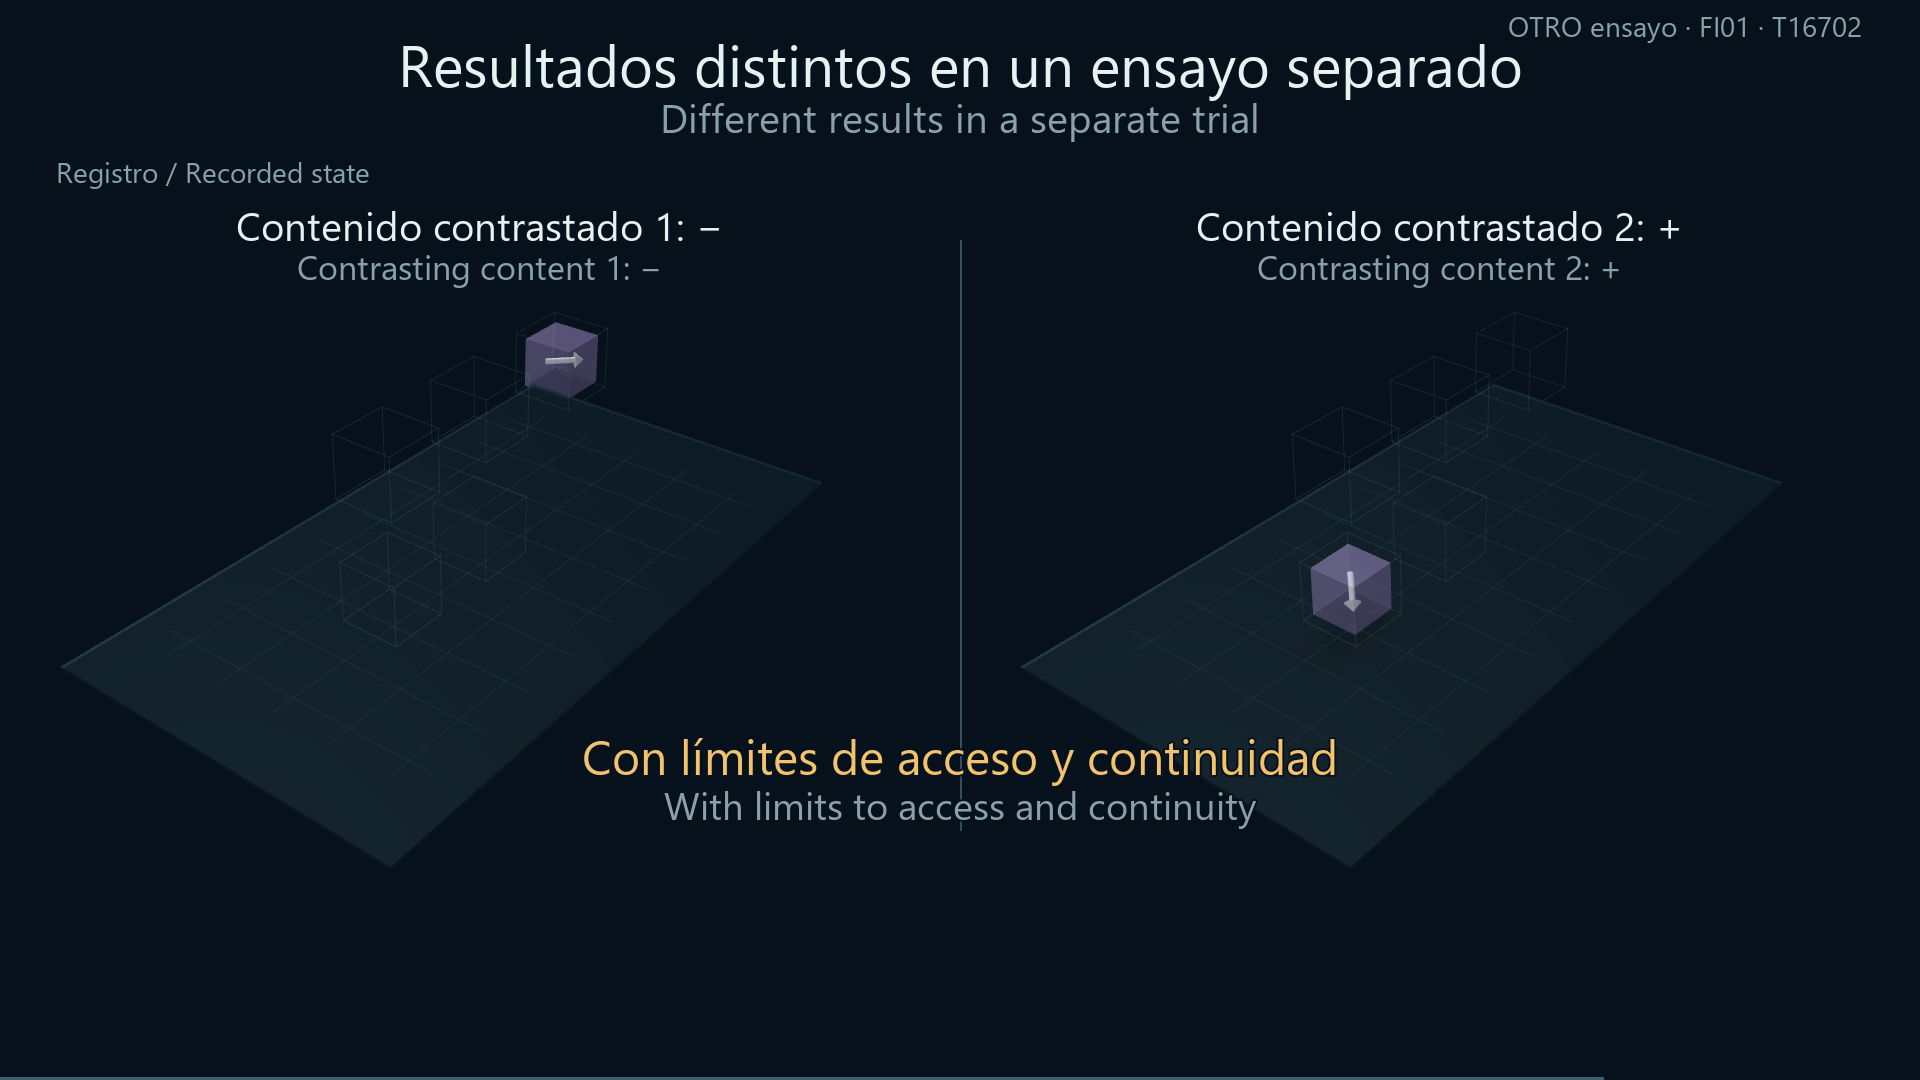 OTRO ensayo · FI01 · T16702
Resultados distintos en un ensayo separado
Different results in a separate trial
Registro / Recorded state
Contenido contrastado 1: −
Contrasting content 1: −
Contenido contrastado 2: +
Contrasting content 2: +
Con límites de acceso y continuidad
With limits to access and continuity